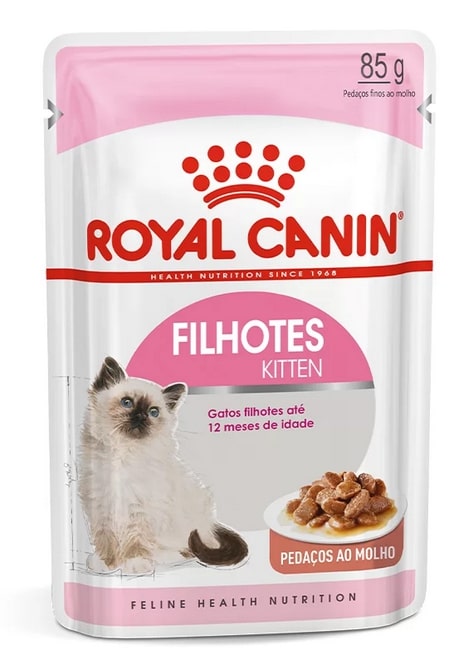 85 g
Pedaços finos ao molho
ROYAL CANIN®
HEALTH NUTRITION SINCE 1968
FILHOTES
KITTEN
Gatos filhotes até
12 meses de idade
PEDAÇOS AO MOLHO
FELINE HEALTH NUTRITION